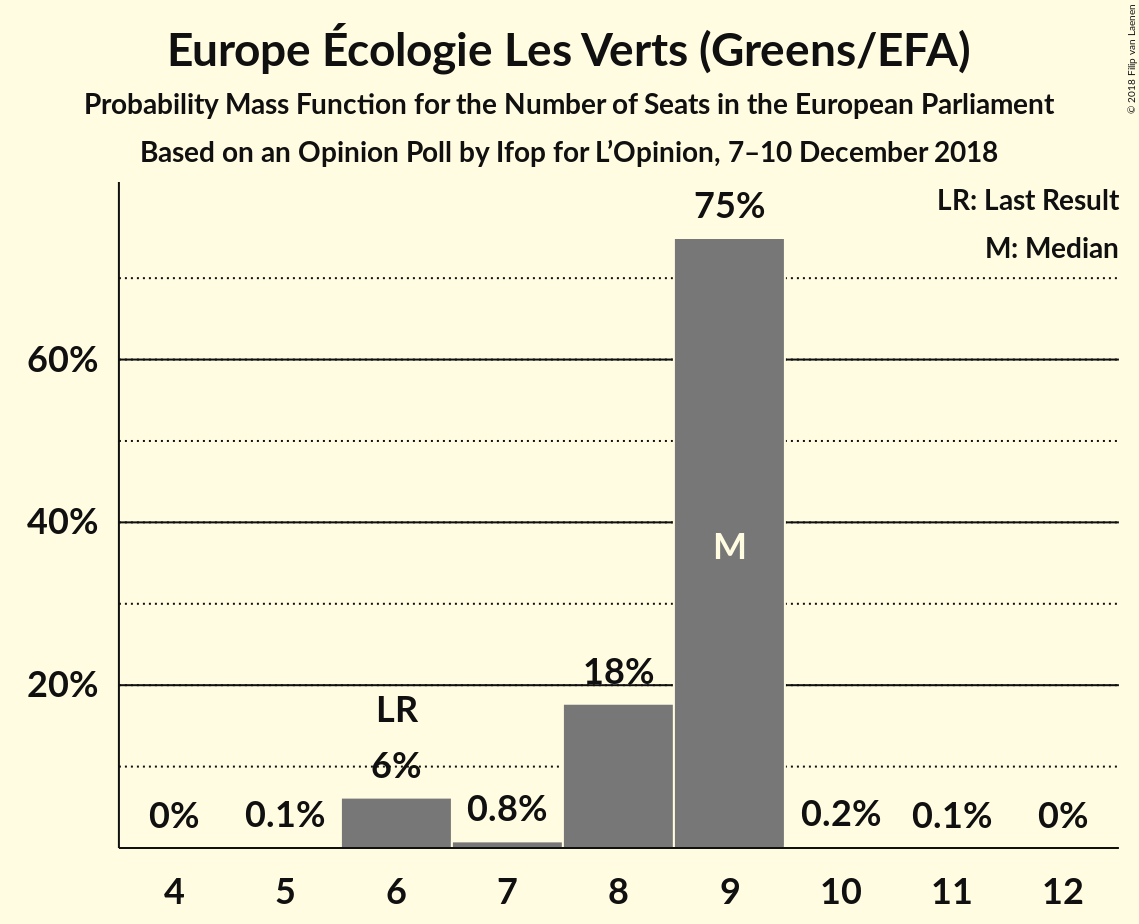 Europe Écologie Les Verts (Greens/EFA)
Probability Mass Function for the Number of Seats in the European Parliament
Based on an Opinion Poll by Ifop for L’Opinion, 7–10 December 2018
© 2018 Filip van Laenen
LR: Last Result
M: Median
75%
60%
40%
M
20%
18%
LR
6%
0%
0.1%
0.8%
0.2%
0.1%
0%
4 5 6 7 8 9 10 11 12